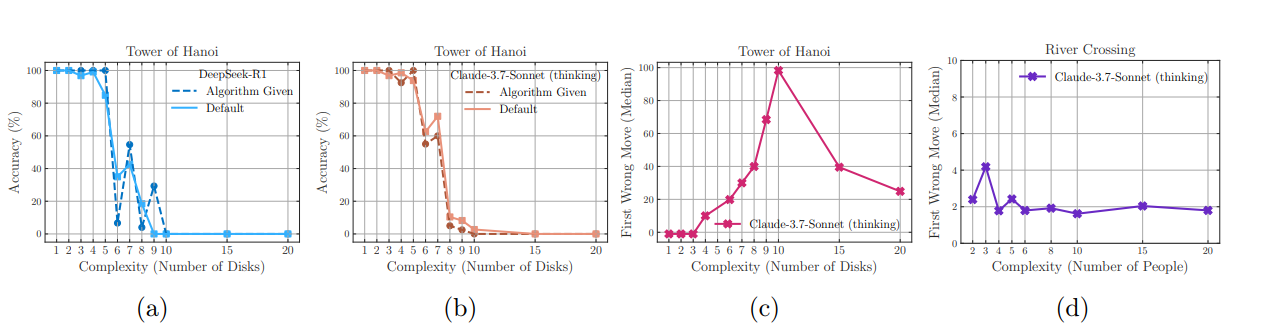 Tower of Hanoi
Accuracy (%)
100
80
60
40
20
0
DeepSeek-R1
Algorithm Given
Default
1 2 3 4 5 6 7 8 9 10 15 20
Complexity (Number of Disks)
(a)
Tower of Hanoi
Accuracy (%)
100
80
60
40
20
0
Claude-3.7-Sonnet (thinking)
Algorithm Given
Default
1 2 3 4 5 6 7 8 9 10 15 20
Complexity (Number of Disks)
(b)
Tower of Hanoi
First Wrong Move (Median)
100
80
60
40
20
0
Claude-3.7-Sonnet (thinking)
1 2 3 4 5 6 7 8 9 10 15 20
Complexity (Number of Disks)
(c)
River Crossing
First Wrong Move (Median)
10
8
6
4
2
0
Claude-3.7-Sonnet (thinking)
2 3 4 5 6 8 10 15 20
Complexity (Number of People)
(d)